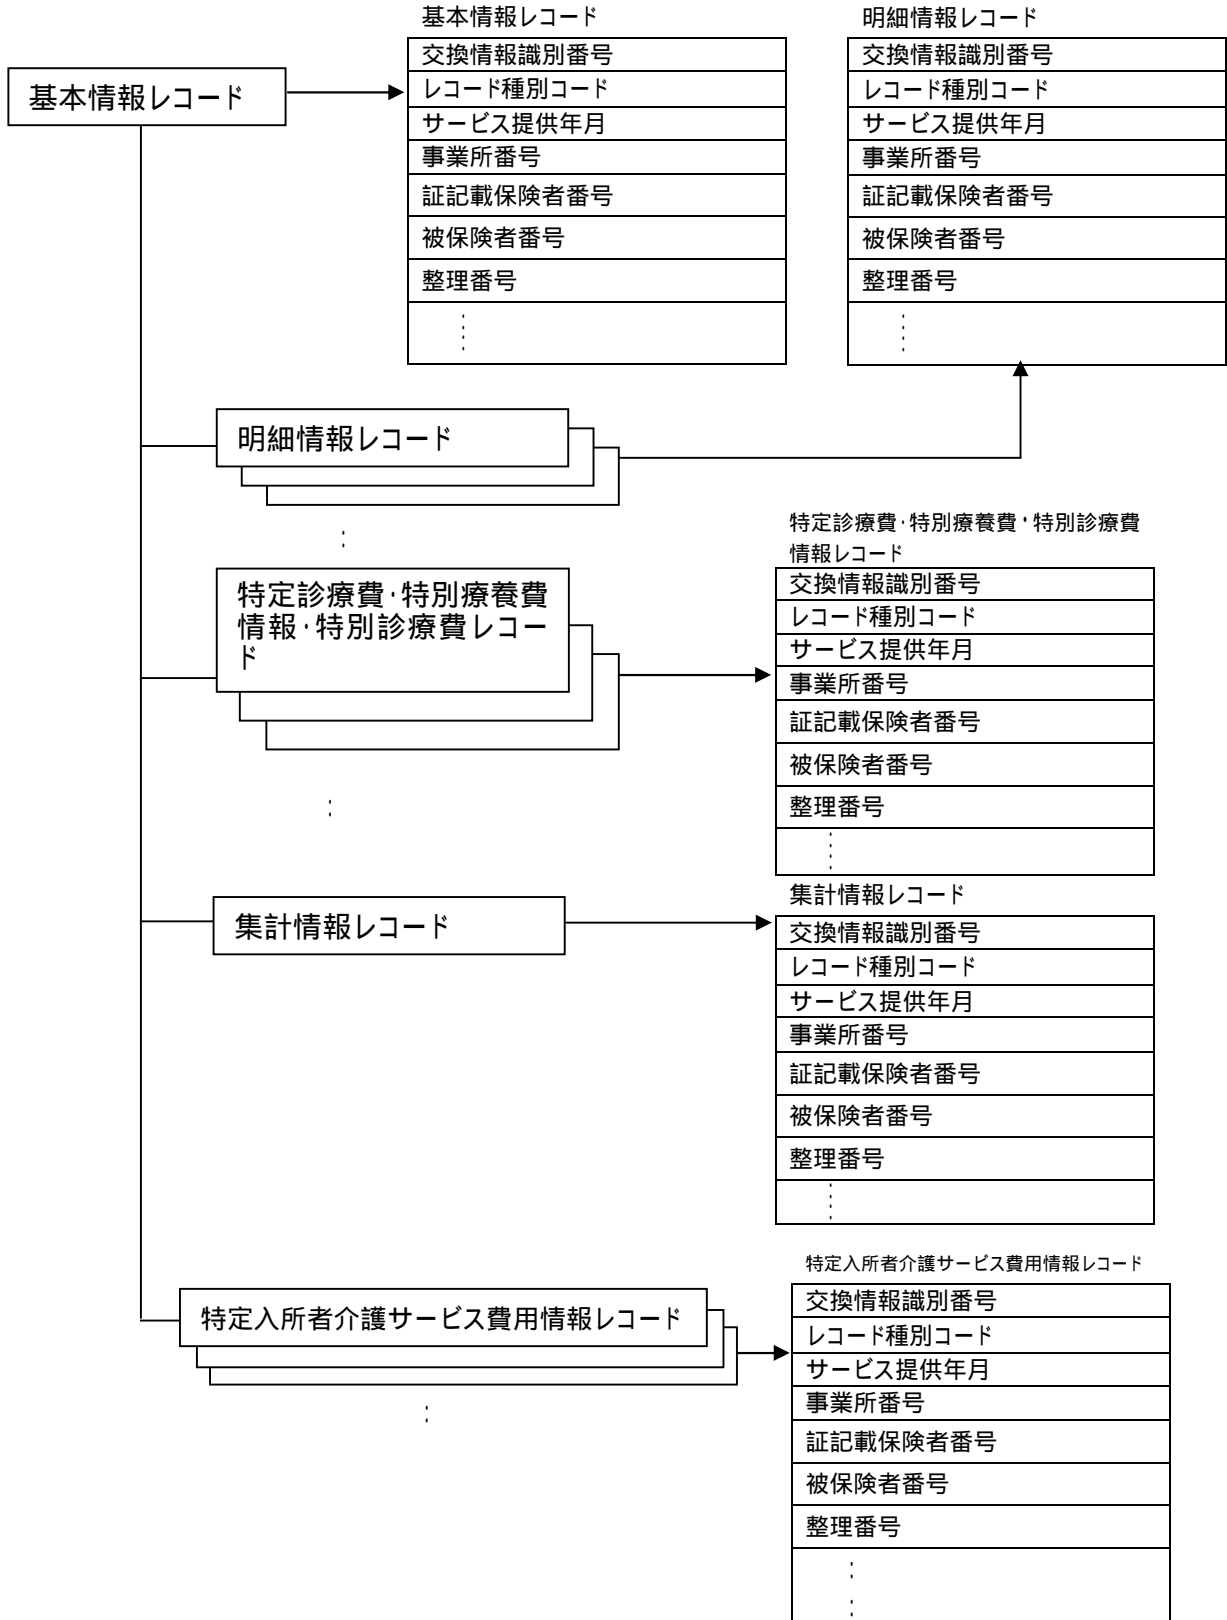 基本情報レコード
基本情報レコード
交換情報識別番号
レコード種別コード
サービス提供年月
事業所番号
証記載保険者番号
被保険者番号
整理番号
明細情報レコード
交換情報識別番号
レコード種別コード
サービス提供年月
事業所番号
証記載保険者番号
被保険者番号
整理番号
明細情報レコード
特定診療費・特別療養費
情報・特別診療費レコー
ド
特定診療費・特別療養費・特別診療費
情報レコード
交換情報識別番号
レコード種別コード
サービス提供年月
事業所番号
証記載保険者番号
被保険者番号
整理番号
集計情報レコード
集計情報レコード
交換情報識別番号
レコード種別コード
サービス提供年月
事業所番号
証記載保険者番号
被保険者番号
整理番号
特定入所者介護サービス費用情報レコード
特定入所者介護サービス費用情報レコード
交換情報識別番号
レコード種別コード
サービス提供年月
事業所番号
証記載保険者番号
被保険者番号
整理番号